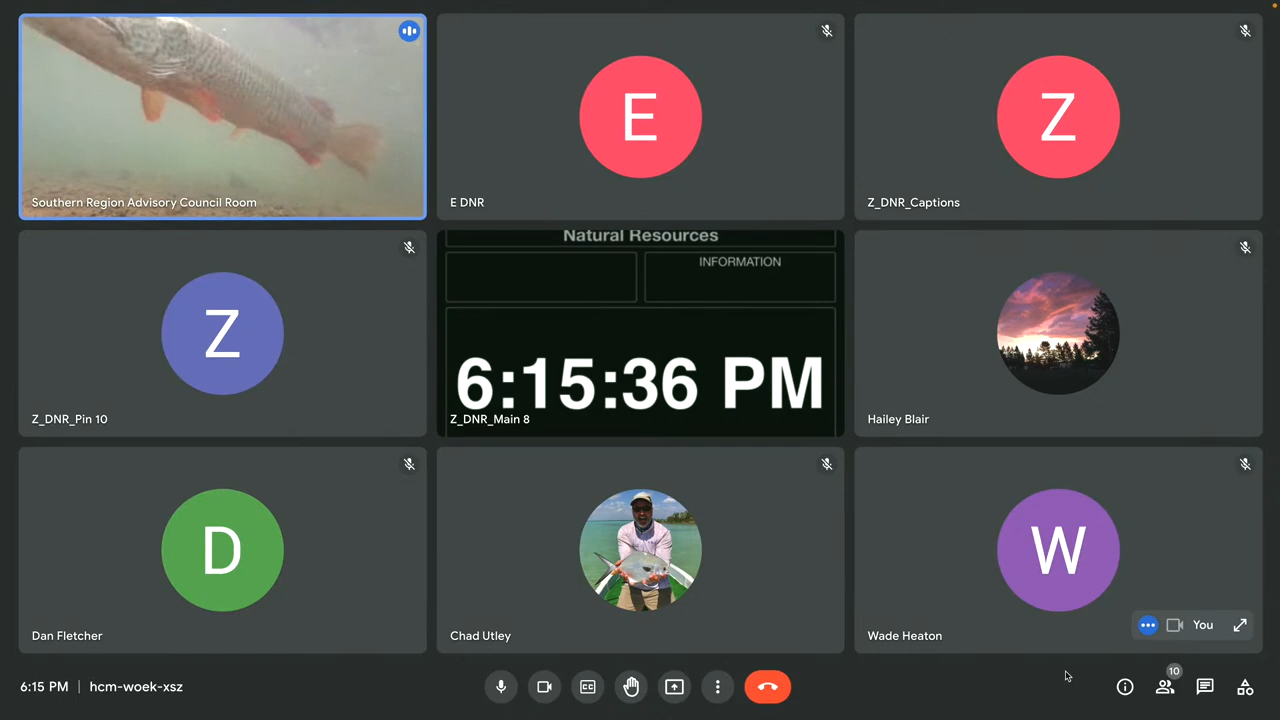 Southern Region Advisory Council Room
E
E DNR
Z
Z_DNR_Captions
Z
Z_DNR_Pin 10
Natural Resources
INFORMATION
6:15:36 PM
Z_DNR_Main 8
Hailey Blair
D
Dan Fletcher
Chad Utley
W
Wade Heaton
You
6:15 PM | hcm-woek-xsz
CC
10